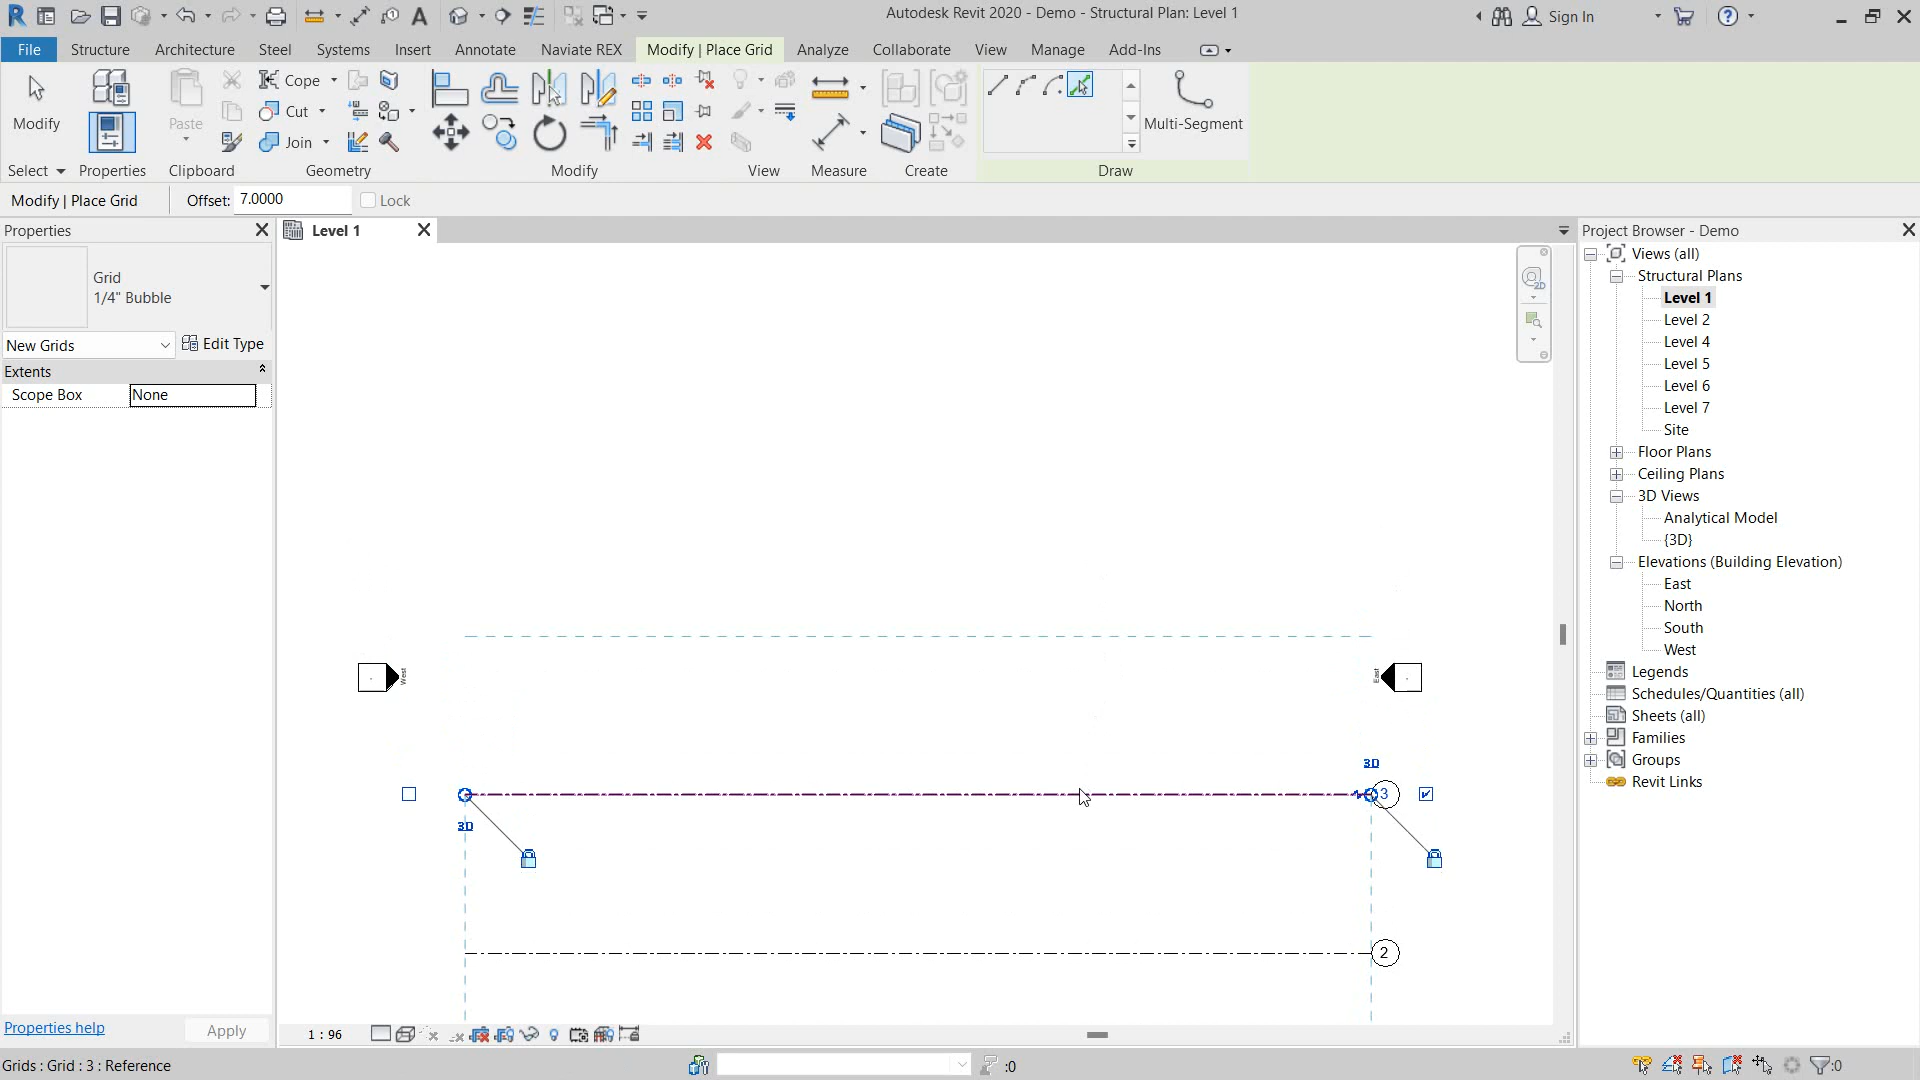 Autodesk Revit 2020 - Demo - Structural Plan: Level 1
Sign In
File Structure Architecture Steel Systems Insert Annotate Naviate REX Modify | Place Grid Analyze Collaborate View Manage Add-Ins
Modify
Paste
Cope
Cut
Join
Multi-Segment
Select Properties Clipboard Geometry Modify View Measure Create Draw
Modify | Place Grid Offset: 7.0000 Lock
Properties
Level 1
Project Browser - Demo
Grid
1/4" Bubble
New Grids Edit Type
Extents
Scope Box None
Properties help Apply
West
East
3D
3
3D
2
1 : 96
Views (all)
Structural Plans
Level 1
Level 2
Level 4
Level 5
Level 6
Level 7
Site
Floor Plans
Ceiling Plans
3D Views
Analytical Model
{3D}
Elevations (Building Elevation)
East
North
South
West
Legends
Schedules/Quantities (all)
Sheets (all)
Families
Groups
Revit Links
Grids : Grid : 3 : Reference
:0
:0